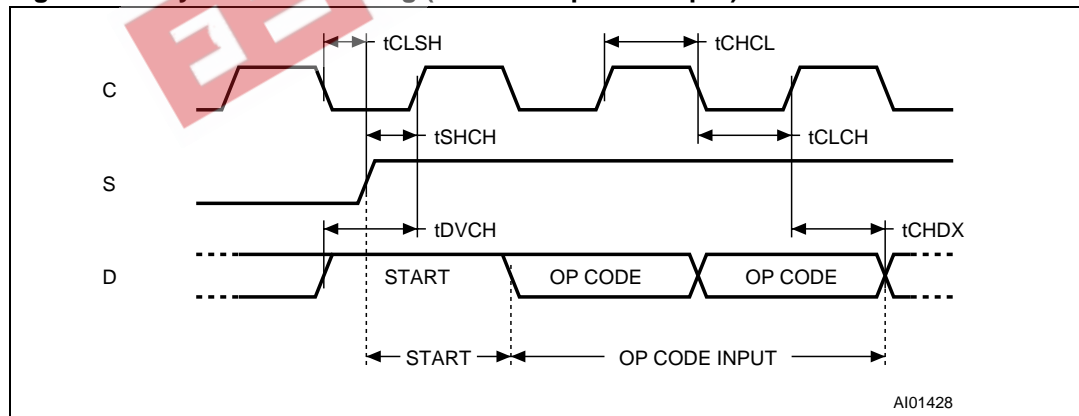 tCLSH
tCHCL
C
tSHCH
tCLCH
S
tDVCH
tCHDX
D
START
OP CODE
OP CODE
START
OP CODE INPUT
AI01428